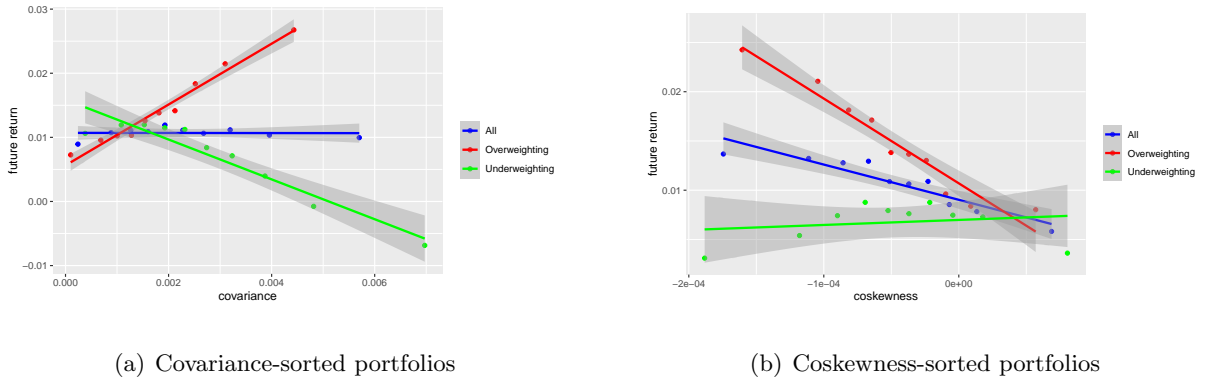 0.03
0.02
0.01
0.00
−0.01
future return
0.000
0.002
0.004
0.006
covariance
All
Overweighting
Underweighting
(a) Covariance-sorted portfolios
0.02
0.01
future return
−2e−04
−1e−04
0e+00
coskewness
All
Overweighting
Underweighting
(b) Coskewness-sorted portfolios